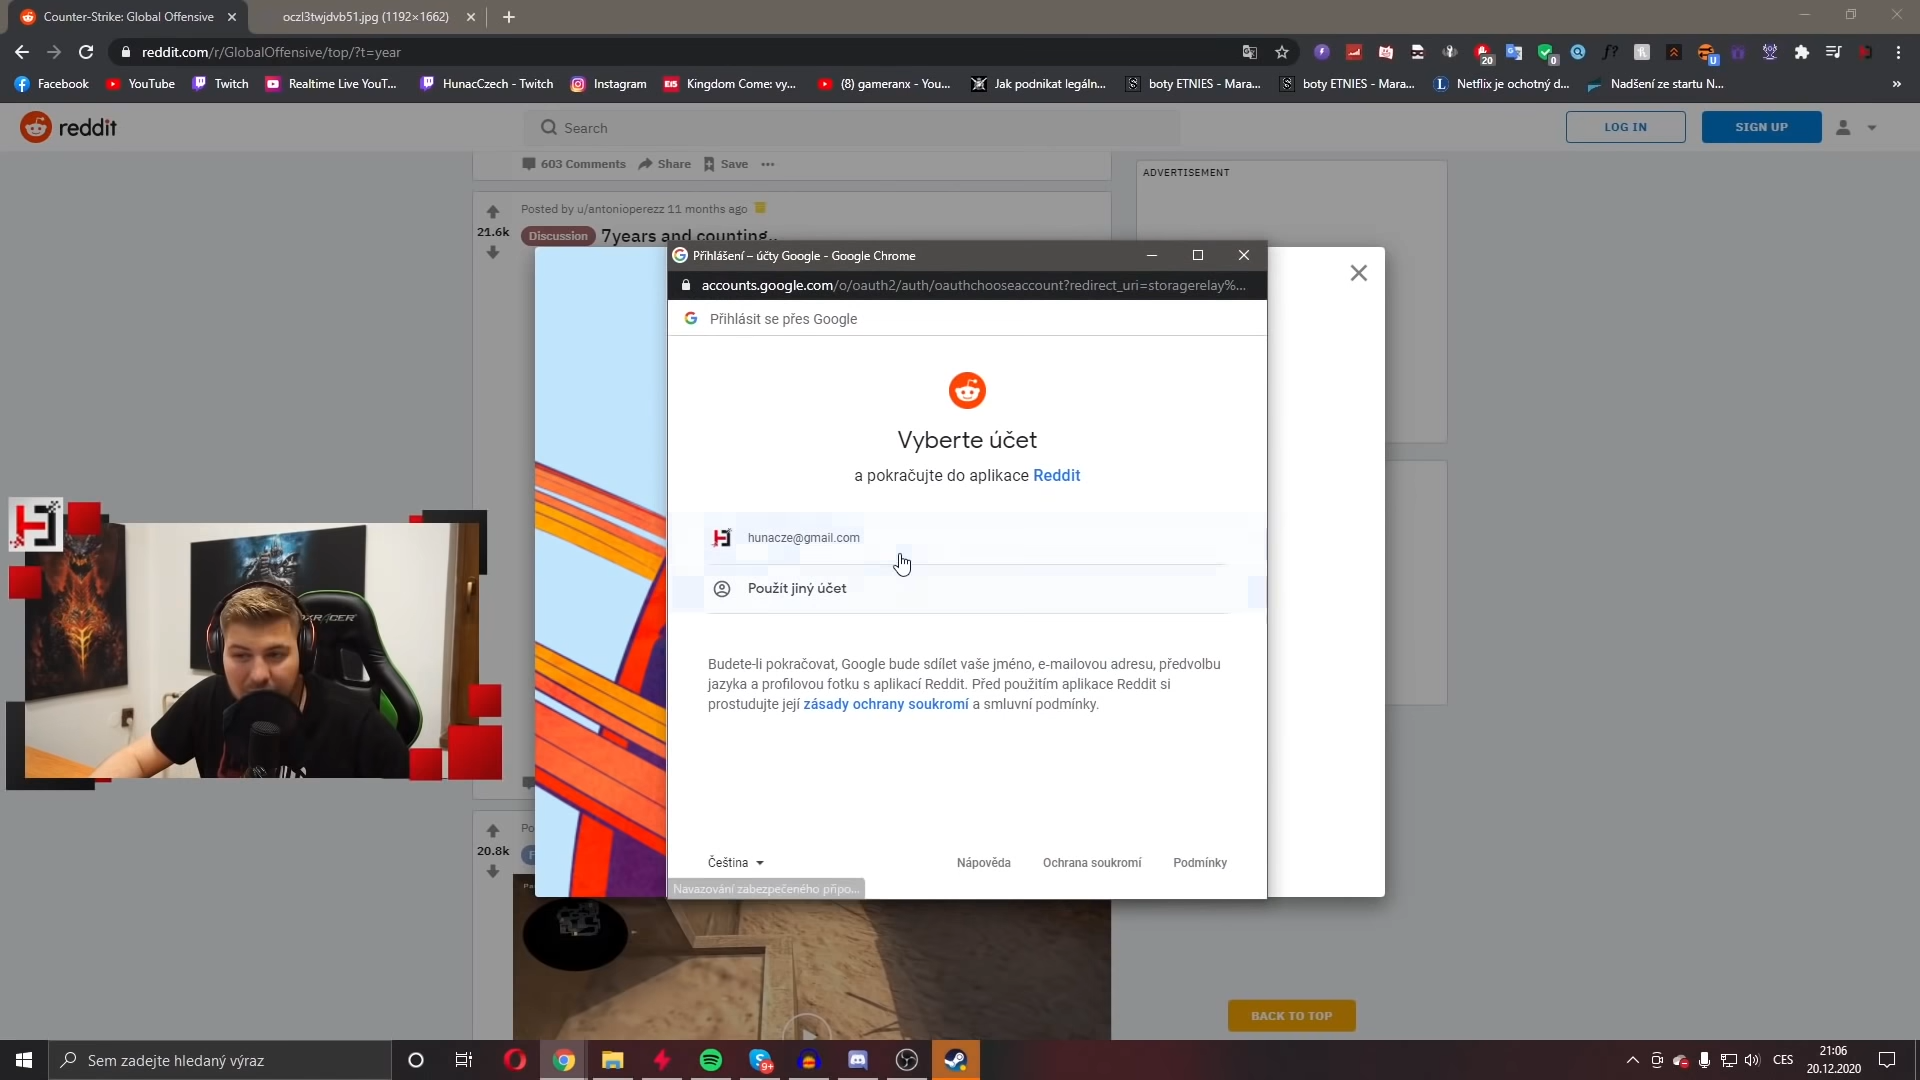 Counter-Strike: Global Offensive
oczl3twjdvb51.jpg (1192×1662)
reddit.com/r/GlobalOffensive/top/?t=year
20
0
U
Facebook
YouTube
Twitch
Realtime Live YouT...
HunacCzech - Twitch
Instagram
Kingdom Come: vy...
(8) gameranx - You...
Jak podnikat legáln...
boty ETNIES - Mara...
boty ETNIES - Mara...
Netflix je ochotný d...
Nadšení ze startu N...
»
reddit
Search
LOG IN
SIGN UP
603 Comments
Share
Save
ADVERTISEMENT
Posted by u/antonioperezz 11 months ago
21.6k
Discussion
7years and counting..
Přihlášení – účty Google - Google Chrome
accounts.google.com/o/oauth2/auth/oauthchooseaccount?redirect_uri=storagerelay%...
Přihlásit se přes Google
Vyberte účet
a pokračujte do aplikace Reddit
hunacze@gmail.com
Použít jiný účet
Budete-li pokračovat, Google bude sdílet vaše jméno, e-mailovou adresu, předvolbu
jazyka a profilovou fotku s aplikací Reddit. Před použitím aplikace Reddit si
prostudujte její zásady ochrany soukromí a smluvní podmínky.
Čeština
Nápověda
Ochrana soukromí
Podmínky
Navazování zabezpečeného připo...
DXRACER
Po
20.8k
F
BACK TO TOP
Sem zadejte hledaný výraz
9+
CES
21:06
20.12.2020